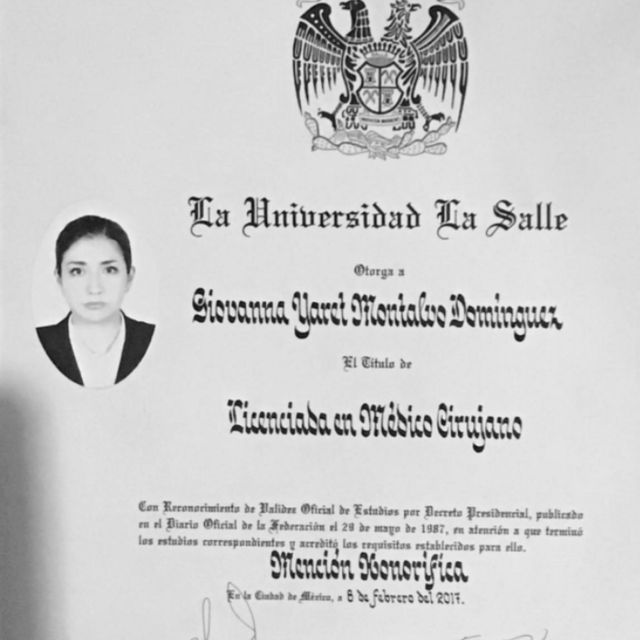 La Universidad La Salle
Otorga a
Giovanna Yaret Montalvo Dominguez
El Título de
Licenciada en Médico Cirujano
Con Reconocimiento de Validez Oficial de Estudios por Decreto Presidencial, publicado
en el Diario Oficial de la Federación el 29 de mayo de 1987, en atención a que terminó
los estudios correspondientes y acreditó los requisitos establecidos para ello.
Mención Honorífica
En la Ciudad de México, a 8 de febrero del 2017.